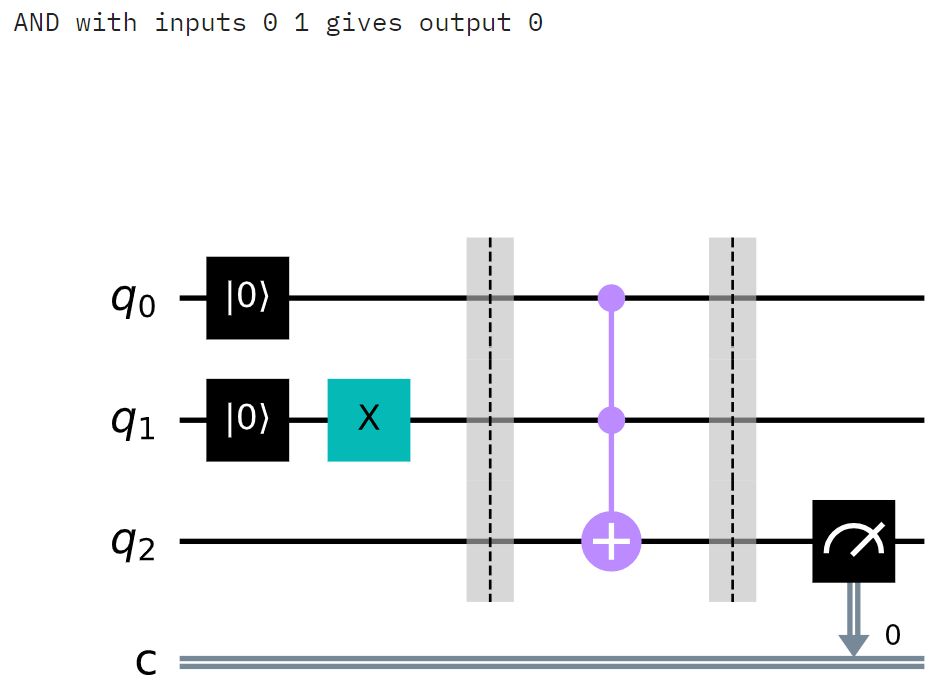 AND with inputs 0 1 gives output 0
q0 |0⟩
q1 |0⟩ X
q2
0
c